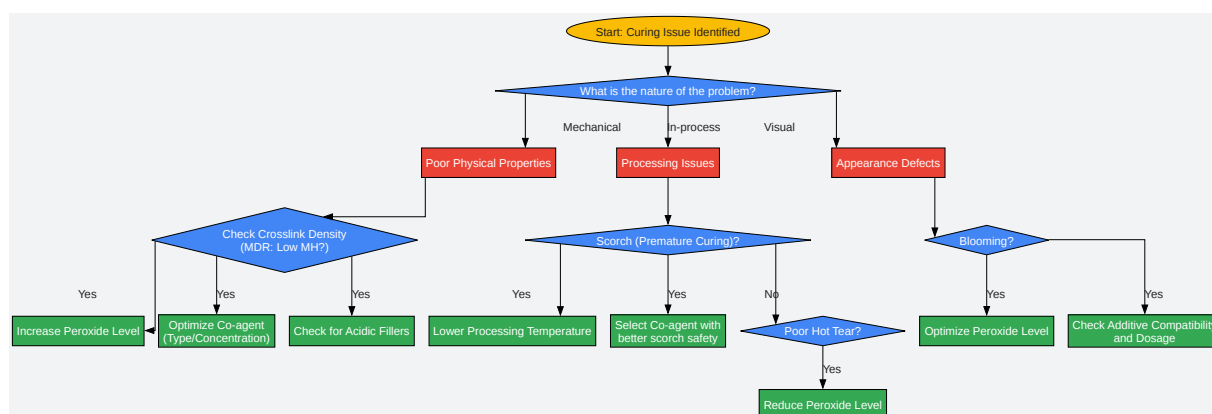 Start: Curing Issue Identified
What is the nature of the problem?
Mechanical
In-process
Visual
Poor Physical Properties
Processing Issues
Appearance Defects
Check Crosslink Density
(MDR: Low MH?)
Scorch (Premature Curing)?
Blooming?
Yes
Yes
Yes
Yes
Yes
No
Yes
Yes
Increase Peroxide Level
Optimize Co-agent
(Type/Concentration)
Check for Acidic Fillers
Lower Processing Temperature
Select Co-agent with
better scorch safety
Poor Hot Tear?
Optimize Peroxide Level
Check Additive Compatibility
and Dosage
Yes
Reduce Peroxide Level